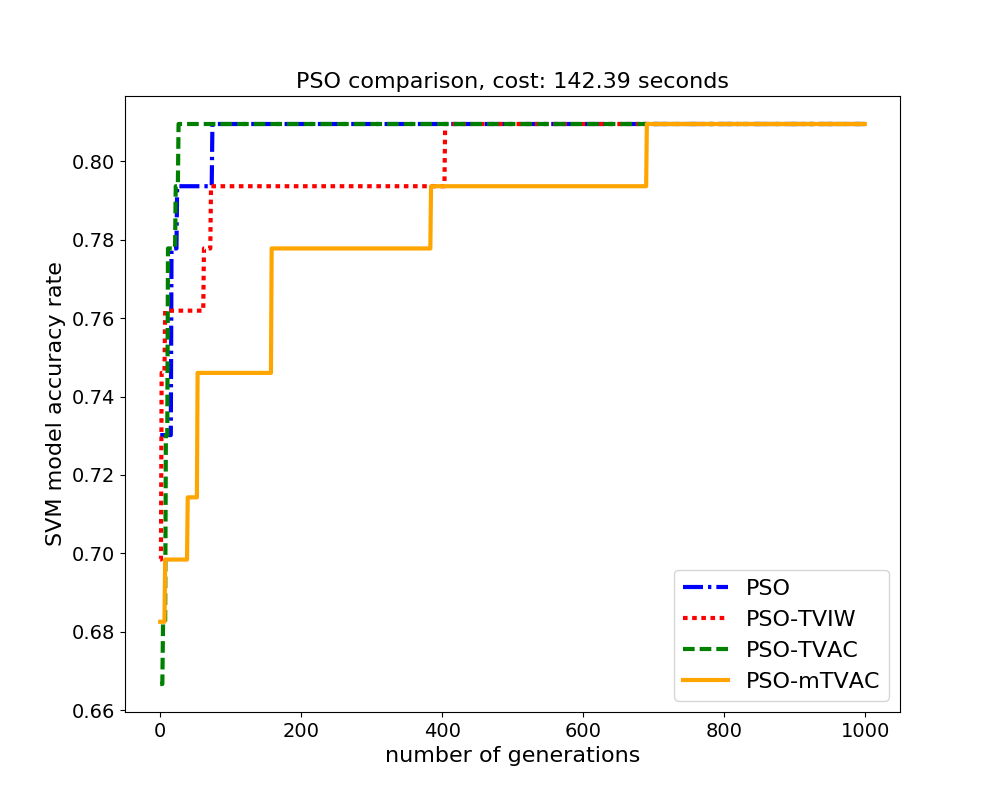 PSO comparison, cost: 142.39 seconds
SVM model accuracy rate
0.80
0.78
0.76
0.74
0.72
0.70
0.68
0.66
PSO
PSO-TVIW
PSO-TVAC
PSO-mTVAC
0 200 400 600 800 1000
number of generations